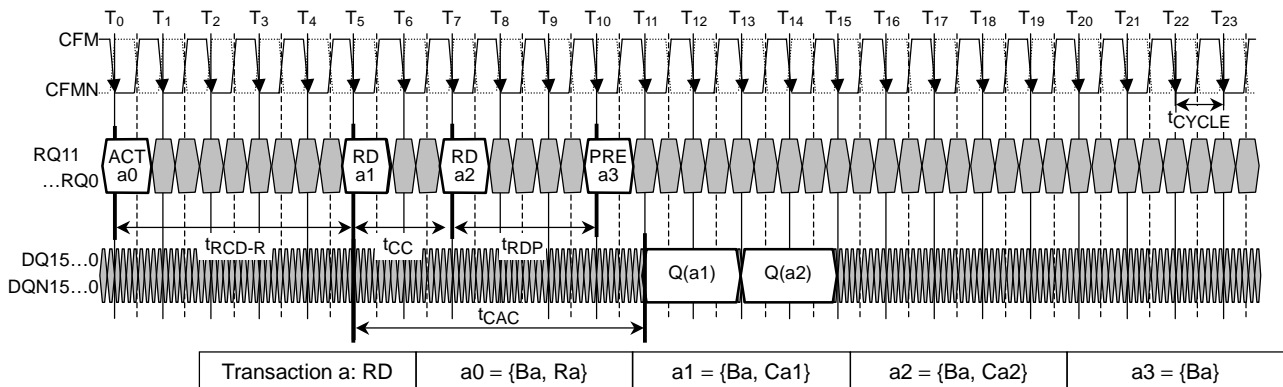 T0 T1 T2 T3 T4 T5 T6 T7 T8 T9 T10 T11 T12 T13 T14 T15 T16 T17 T18 T19 T20 T21 T22 T23
CFM
CFMN
tCYCLE
RQ11
…RQ0
ACT a0
RD a1
RD a2
PRE a3
tRCD-R
tCC
tRDP
DQ15…0
DQN15…0
Q(a1)
Q(a2)
tCAC
Transaction a: RD
a0 = {Ba, Ra}
a1 = {Ba, Ca1}
a2 = {Ba, Ca2}
a3 = {Ba}